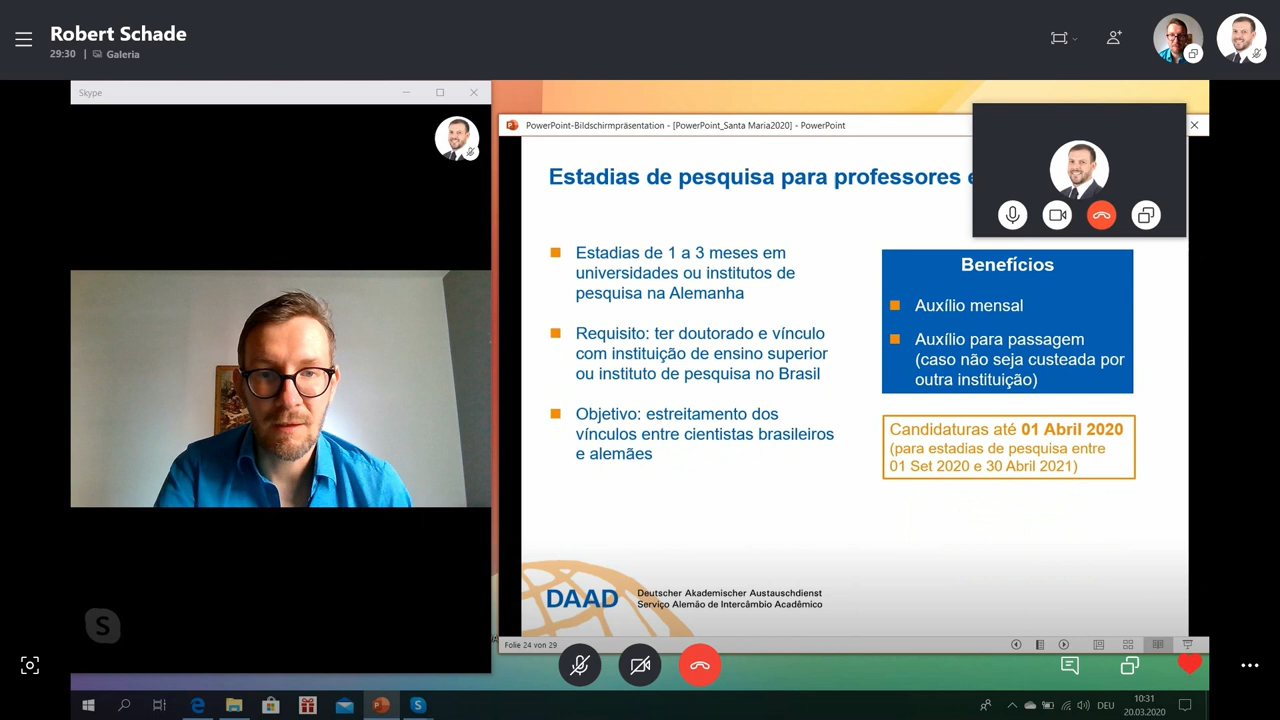 Robert Schade
29:30 | Galeria
Skype
PowerPoint-Bildschirmpräsentation - [PowerPoint_Santa Maria2020] - PowerPoint
Estadias de pesquisa para professores
Estadias de 1 a 3 meses em
universidades ou institutos de
pesquisa na Alemanha
Requisito: ter doutorado e vínculo
com instituição de ensino superior
ou instituto de pesquisa no Brasil
Objetivo: estreitamento dos
vínculos entre cientistas brasileiros
e alemães
Benefícios
Auxílio mensal
Auxílio para passagem
(caso não seja custeada por
outra instituição)
Candidaturas até 01 Abril 2020
(para estadias de pesquisa entre
01 Set 2020 e 30 Abril 2021)
DAAD
Deutscher Akademischer Austauschdienst
Serviço Alemão de Intercâmbio Acadêmico
Folie 24 von 29
DEU
10:31
20.03.2020